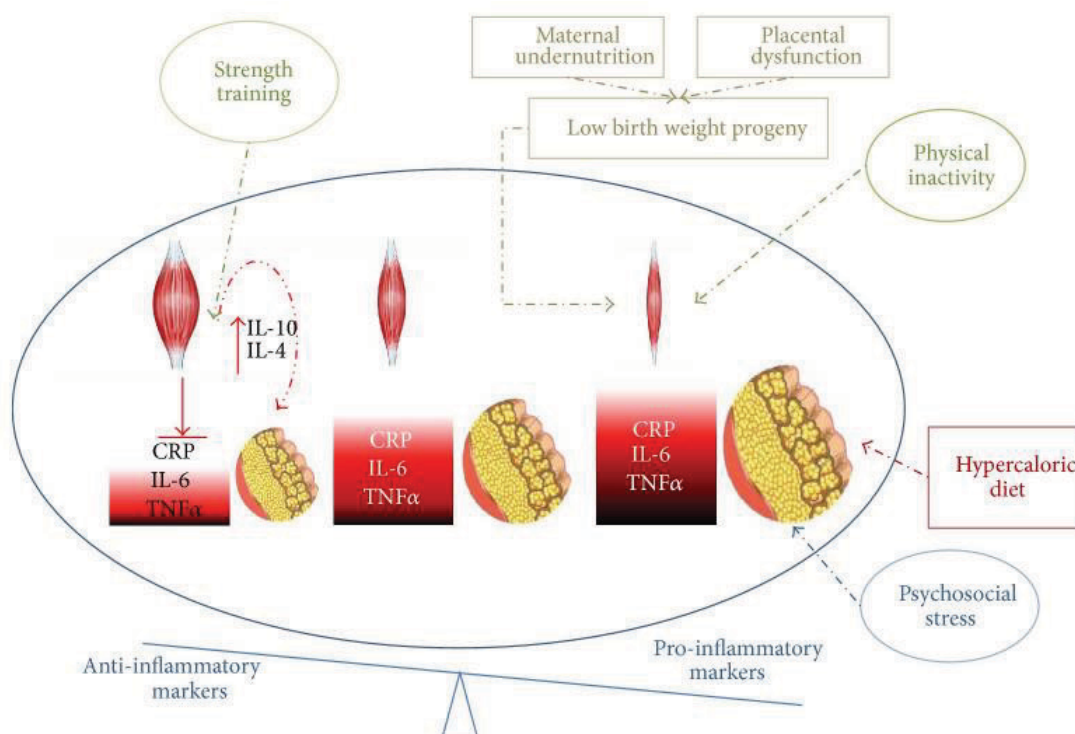 Maternal
undernutrition
Placental
dysfunction
Strength
training
Low birth weight progeny
Physical
inactivity
IL-10
IL-4
CRP
IL-6
TNFα
CRP
IL-6
TNFα
CRP
IL-6
TNFα
Hypercaloric
diet
Psychosocial
stress
Anti-inflammatory
markers
Pro-inflammatory
markers